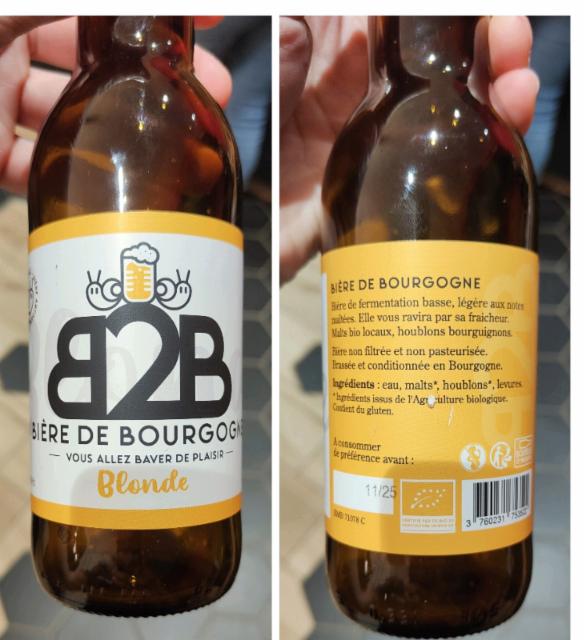 B2B
BIÈRE DE BOURGOGNE
VOUS ALLEZ BAVER DE PLAISIR
Blonde
BIÈRE DE BOURGOGNE
Bière de fermentation basse, légére aux notes
maltées. Elle vous ravira par sa fraicheur.
Malts bio locaux, houblons bourguignons.
Bière non filtrée et non pasteurisée.
Brassée et conditionnée en Bourgogne.
Ingrédients : eau, malts*, houblons*, levures.
* Ingrédients issus de l'Agriculture biologique.
Contient du gluten.
A consommer
de préférence avant :
11/25